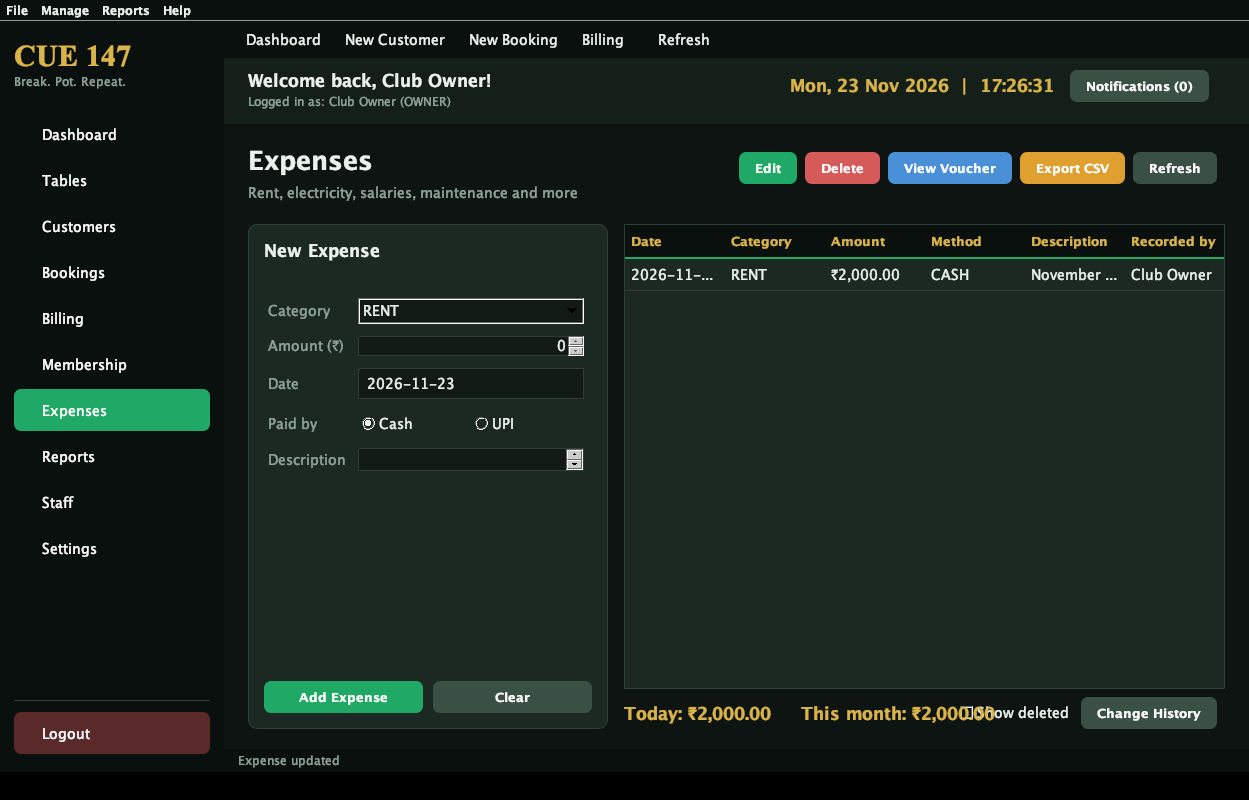 File Manage Reports Help
CUE 147
Break. Pot. Repeat.
Dashboard
Tables
Customers
Bookings
Billing
Membership
Expenses
Reports
Staff
Settings
Logout
Dashboard New Customer New Booking Billing Refresh
Welcome back, Club Owner!
Logged in as: Club Owner (OWNER)
Mon, 23 Nov 2026 | 17:26:31
Notifications (0)
Expenses
Rent, electricity, salaries, maintenance and more
Edit Delete View Voucher Export CSV Refresh
New Expense
Category RENT
Amount (₹) 0
Date 2026-11-23
Paid by Cash UPI
Description
Add Expense Clear
Date Category Amount Method Description Recorded by
2026-11-... RENT ₹2,000.00 CASH November ... Club Owner
Today: ₹2,000.00 This month: ₹2,000.00 Show deleted Change History
Expense updated